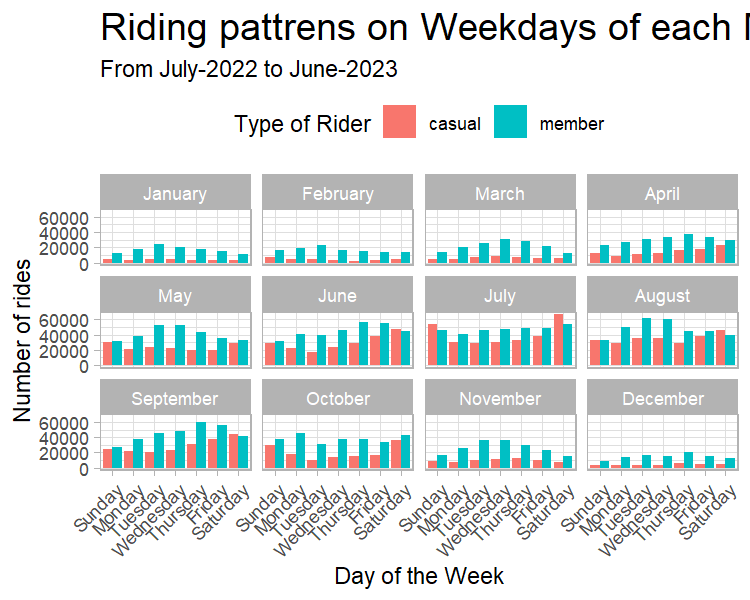 Riding pattrens on Weekdays of each
From July-2022 to June-2023
Type of Rider casual member
January February March April
60000
40000
20000
0
May June July August
60000
40000
20000
0
September October November December
60000
40000
20000
0
Number of rides
Sunday Monday Tuesday Wednesday Thursday Friday Saturday Sunday Monday Tuesday Wednesday Thursday Friday Saturday Sunday Monday Tuesday Wednesday Thursday Friday Saturday Sunday Monday Tuesday Wednesday Thursday Friday Saturday
Day of the Week